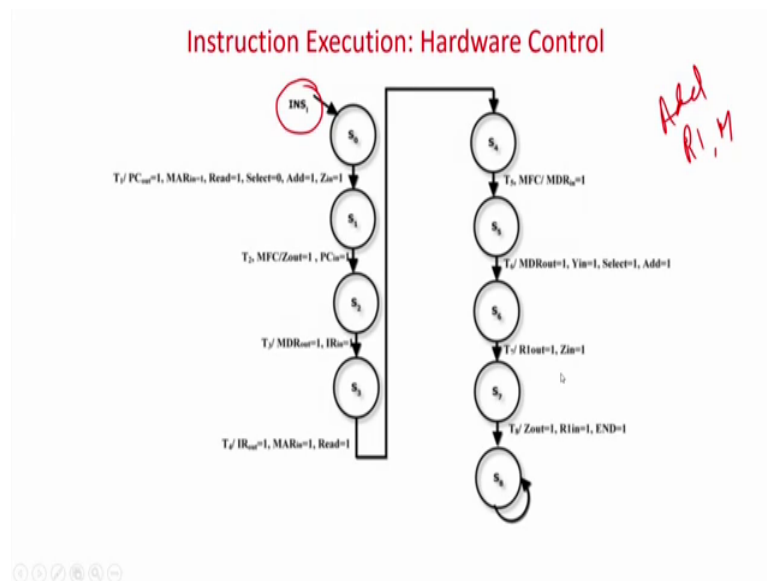 Instruction Execution: Hardware Control
INS₁
S₀
T₁/ PCout=1, MARin=1, Read=1, Select=0, Add=1, Zin=1
S₁
T₂, MFC/Zout=1 , PCin=1
S₂
T₃/ MDRout=1, IRin=1
S₃
T₄/ IRout=1, MARin=1, Read=1
S₄
T₅, MFC/ MDRin=1
S₅
T₆/ MDRout=1, Yin=1, Select=1, Add=1
S₆
T₇/ R1out=1, Zin=1
S₇
T₈/ Zout=1, R1in=1, END=1
S₈
Add
R1, M